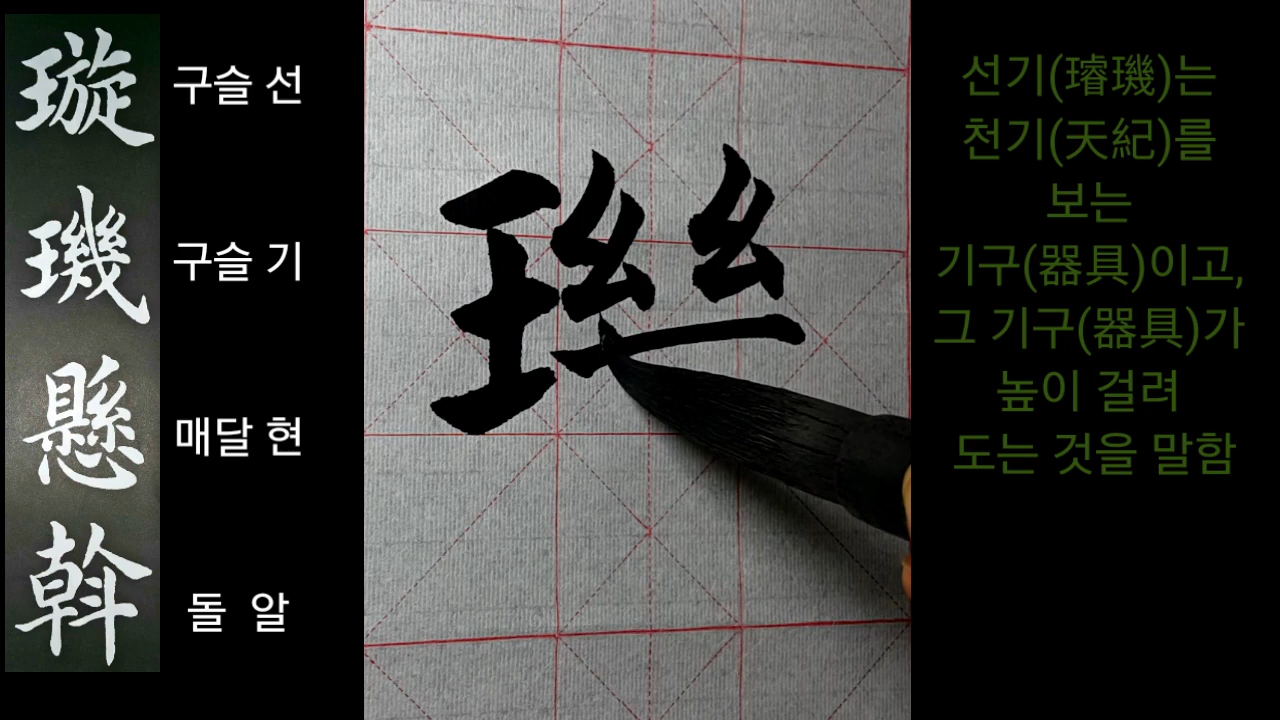 璇
璣
懸
斡
구슬 선
구슬 기
매달 현
돌 알
선기(璿璣)는
천기(天紀)를
보는
기구(器具)이고,
그 기구(器具)가
높이 걸려
도는 것을 말함